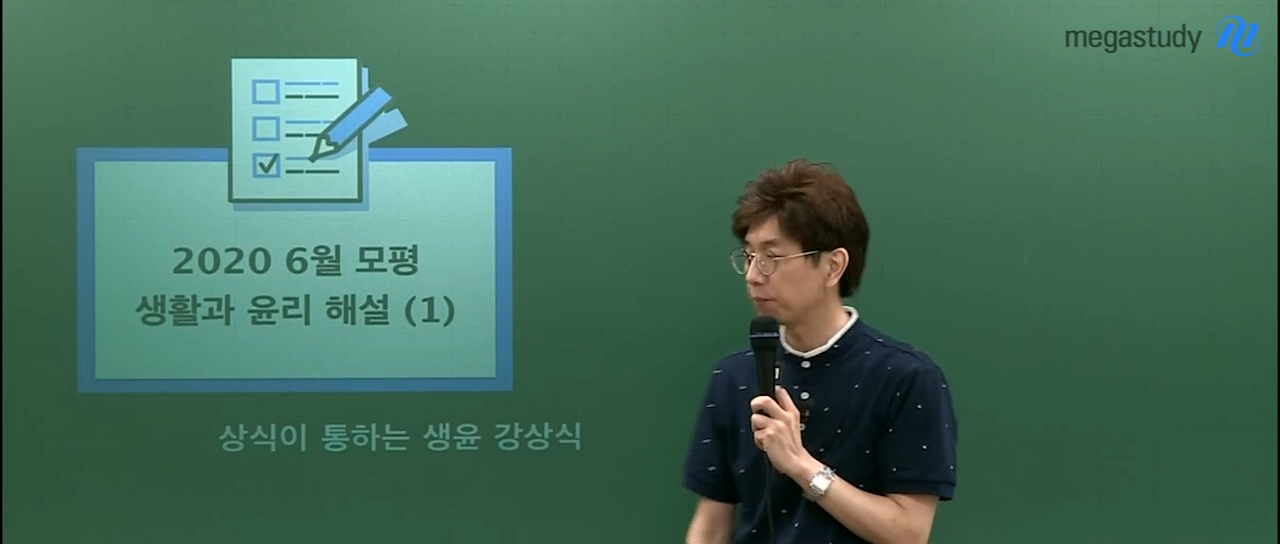 megastudy
2020 6월 모평
생활과 윤리 해설 (1)
상식이 통하는 생윤 강상식